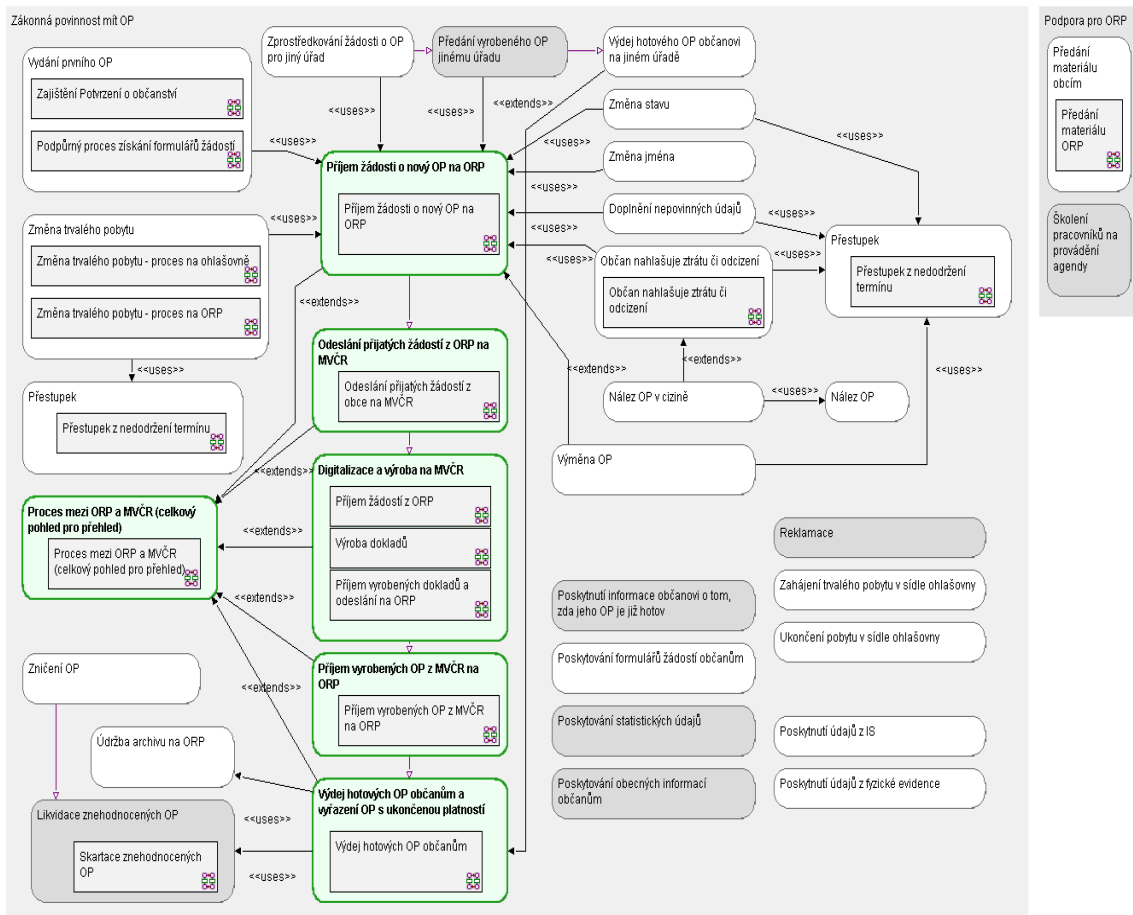 Zákonná povinnost mít OP
Vydání prvního OP
Zajištění Potvrzení o občanství
Podpůrný proces získání formulářů žádostí
Zprostředkování žádosti o OP
pro jiný úřad
Předání vyrobeného OP
jinému úřadu
Výdej hotového OP občanovi
na jiném úřadě
<<uses>>
<<uses>>
<<extends>>
<<uses>>
Změna stavu
<<uses>>
<<uses>>
Změna jména
<<uses>>
Doplnění nepovinných údajů
<<uses>>
<<uses>>
Příjem žádosti o nový OP na ORP
Příjem žádosti o nový OP na
ORP
Změna trvalého pobytu
<<uses>>
Změna trvalého pobytu - proces na ohlašovně
Změna trvalého pobytu - proces na ORP
<<uses>>
Přestupek
Přestupek z nedodržení termínu
Občan nahlašuje ztrátu či odcizení
<<uses>>
<<uses>>
Občan nahlašuje ztrátu či
odcizení
Přestupek
Přestupek z nedodržení
termínu
<<extends>>
<<extends>>
<<extends>>
<<uses>>
Nález OP v cizině
<<uses>>
Nález OP
Výměna OP
Odeslání přijatých žádostí z ORP na
MVČR
Odeslání přijatých žádostí z
obce na MVČR
<<extends>>
Digitalizace a výroba na MVČR
Příjem žádostí z ORP
Výroba dokladů
Příjem vyrobených dokladů a
odeslání na ORP
Proces mezi ORP a MVČR (celkový
pohled pro přehled)
Proces mezi ORP a MVČR
(celkový pohled pro přehled)
<<extends>>
<<extends>>
<<extends>>
Příjem vyrobených OP z MVČR na
ORP
Příjem vyrobených OP z MVČR
na ORP
Zničení OP
Údržba archivu na ORP
Výdej hotových OP občanům a
vyřazení OP s ukončenou platností
Výdej hotových OP občanům
Likvidace znehodnocených OP
Skartace znehodnocených
OP
<<uses>>
<<uses>>
Poskytnutí informace občanovi o tom,
zda jeho OP je již hotov
Poskytování formulářů žádostí občanům
Poskytování statistických údajů
Poskytování obecných informací
občanům
Reklamace
Zahájení trvalého pobytu v sídle ohlašovny
Ukončení pobytu v sídle ohlašovny
Poskytnutí údajů z IS
Poskytnutí údajů z fyzické evidence
Podpora pro ORP
Předání
materiálu
obcím
Předání
materiálu
ORP
Školení
pracovníků na
provádění
agendy